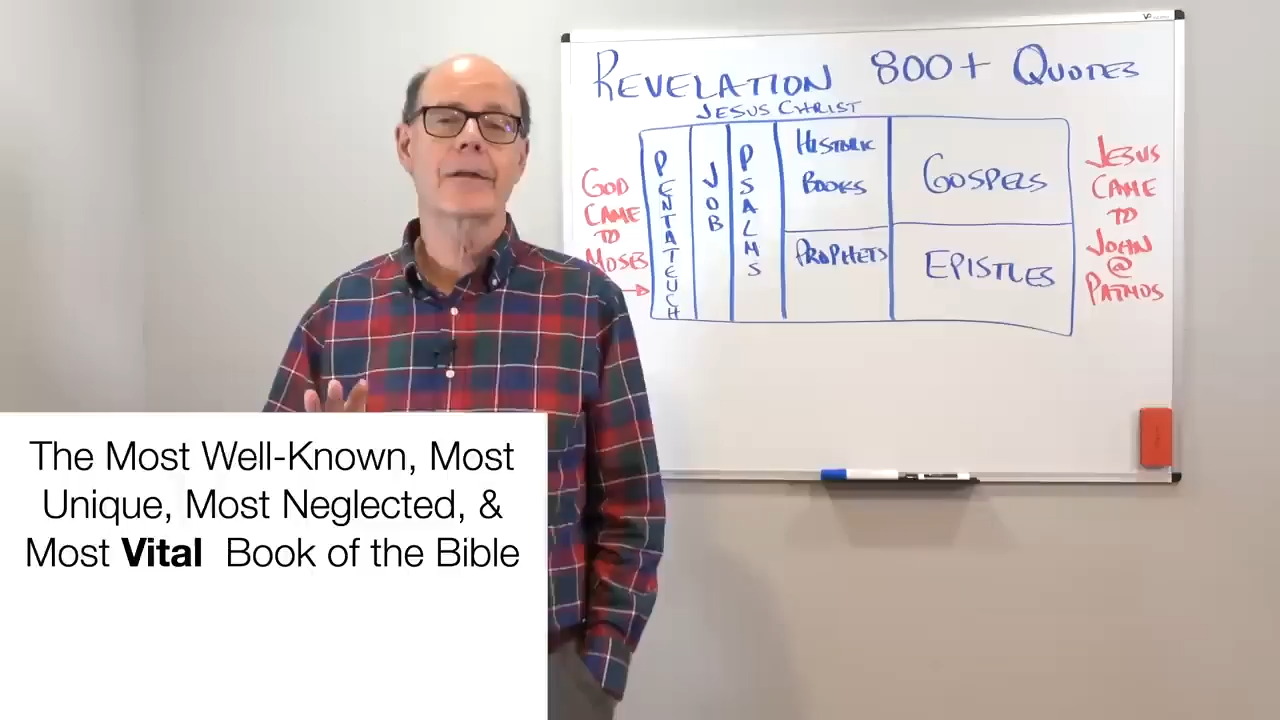 REVELATION 800+ QUOTES
JESUS CHRIST
GOD
CAME
TO
MOSES
PENTATEUCH
JOB
PSALMS
HISTORIC
BOOKS
PROPHETS
GOSPELS
EPISTLES
JESUS
CAME
TO
JOHN
@
PATMOS
The Most Well-Known, Most
Unique, Most Neglected, &
Most Vital Book of the Bible